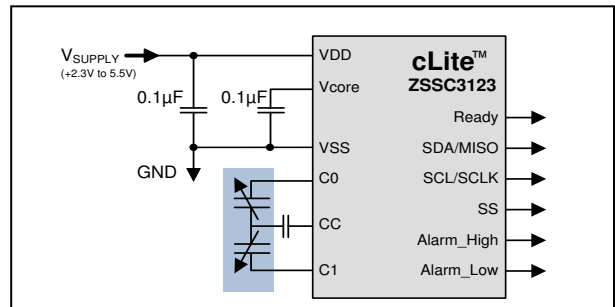 VSUPPLY
(+2.3V to 5.5V)
0.1µF
0.1µF
GND
VDD
Vcore
VSS
C0
CC
C1
cLite™
ZSSC3123
Ready
SDA/MISO
SCL/SCLK
SS
Alarm_High
Alarm_Low